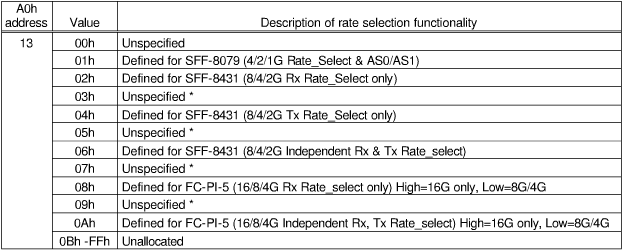 A0h address Value Description of rate selection functionality
13 00h Unspecified
01h Defined for SFF-8079 (4/2/1G Rate_Select & AS0/AS1)
02h Defined for SFF-8431 (8/4/2G Rx Rate_Select only)
03h Unspecified *
04h Defined for SFF-8431 (8/4/2G Tx Rate_Select only)
05h Unspecified *
06h Defined for SFF-8431 (8/4/2G Independent Rx & Tx Rate_select)
07h Unspecified *
08h Defined for FC-PI-5 (16/8/4G Rx Rate_select only) High=16G only, Low=8G/4G
09h Unspecified *
0Ah Defined for FC-PI-5 (16/8/4G Independent Rx, Tx Rate_select) High=16G only, Low=8G/4G
0Bh -FFh Unallocated